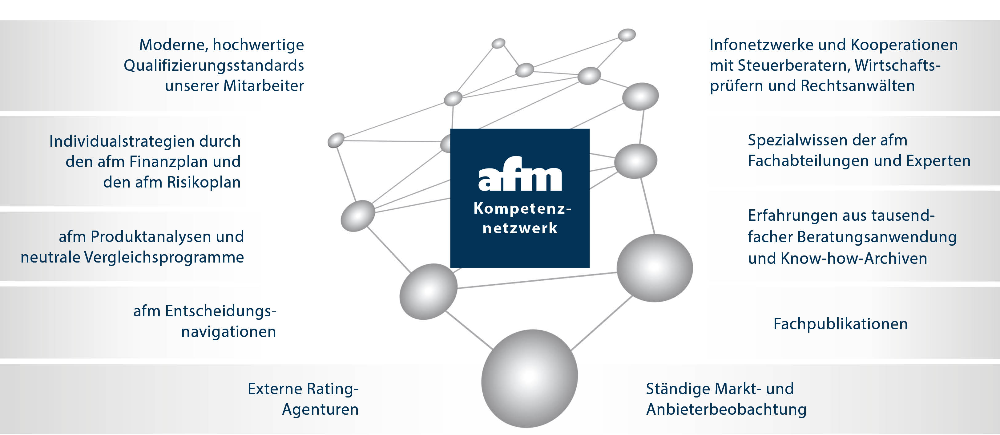 Moderne, hochwertige
Qualifizierungsstandards
unserer Mitarbeiter
Individualstrategien durch
den afm Finanzplan und
den afm Risikoplan
afm Produktanalysen und
neutrale Vergleichsprogramme
afm Entscheidungs-
navigationen
Externe Rating-
Agenturen
afm
Kompetenz-
netzwerk
Infonetzwerke und Kooperationen
mit Steuerberatern, Wirtschafts-
prüfern und Rechtsanwälten
Spezialwissen der afm
Fachabteilungen und Experten
Erfahrungen aus tausend-
facher Beratungsanwendung
und Know-how-Archiven
Fachpublikationen
Ständige Markt- und
Anbieterbeobachtung